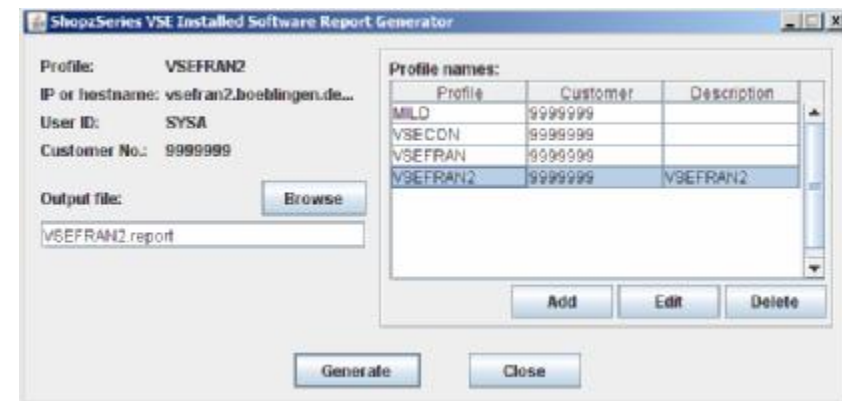 ShopzSeries VSE Installed Software Report Generator
Profile: VSEFRAN2
IP or hostname: vsefran2.boeblingen.de...
User ID: SYSA
Customer No.: 9999999
Output file:
Browse
VSEFRAN2.report
Profile names:
Profile Customer Description
MILD 9999999
VSECON 9999999
VSEFRAN 9999999
VSEFRAN2 9999999 VSEFRAN2
Add Edit Delete
Generate Close